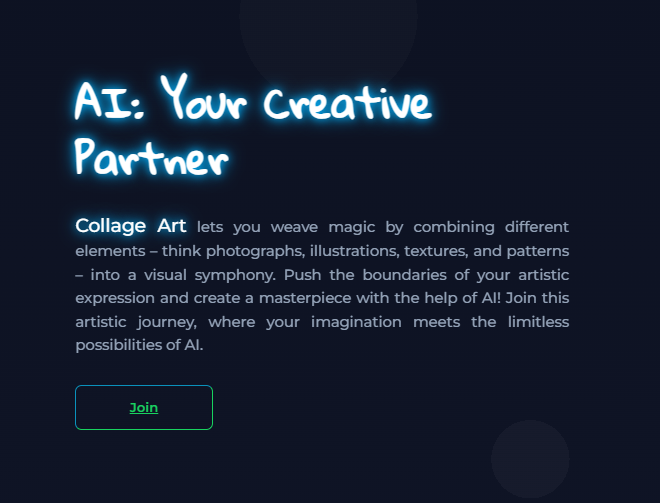 AI: Your Creative
Partner
Collage Art lets you weave magic by combining different
elements – think photographs, illustrations, textures, and patterns
– into a visual symphony. Push the boundaries of your artistic
expression and create a masterpiece with the help of AI! Join this
artistic journey, where your imagination meets the limitless
possibilities of AI.
Join